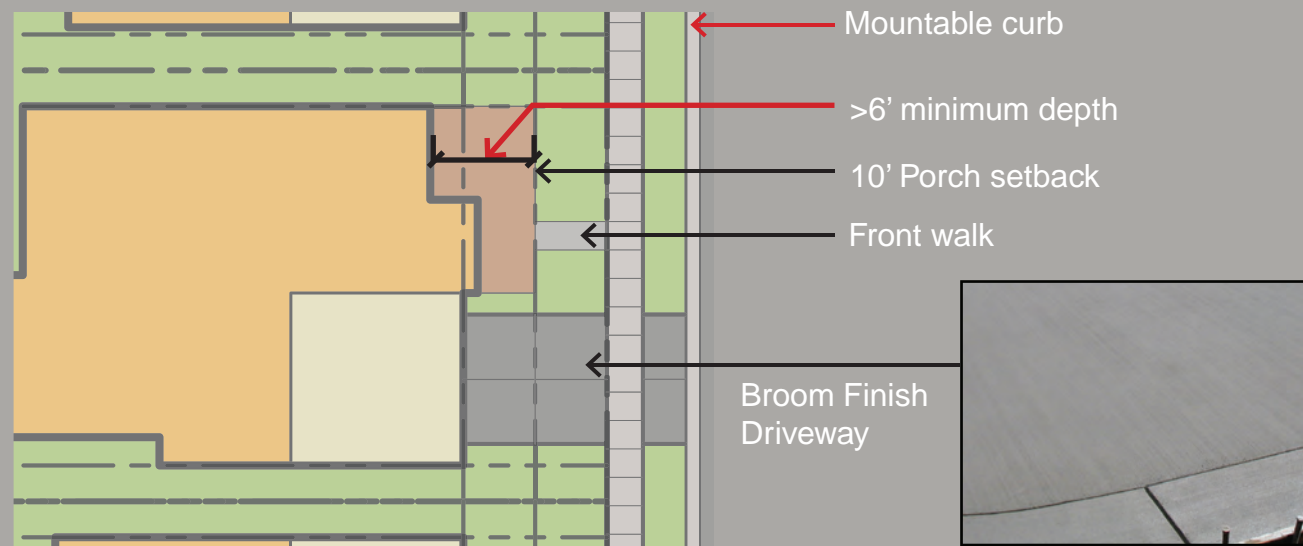 Mountable curb
>6’ minimum depth
10’ Porch setback
Front walk
Broom Finish
Driveway